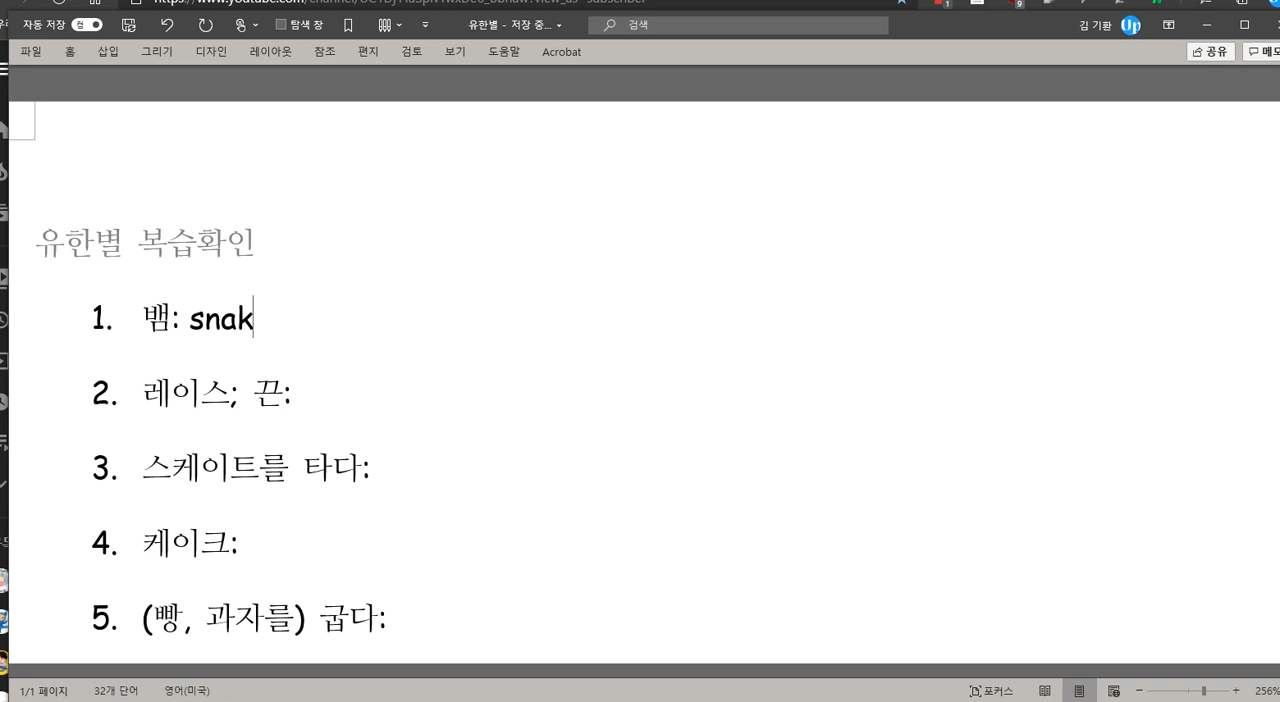 자동 저장 컴 탐색 창 유한별 - 저장 중... 검색 김 기환 Up
파일 홈 삽입 그리기 디자인 레이아웃 참조 편지 검토 보기 도움말 Acrobat 공유 메모
유한별 복습확인
1. 뱀: snak
2. 레이스; 끈:
3. 스케이트를 타다:
4. 케이크:
5. (빵, 과자를) 굽다:
1/1 페이지 32개 단어 영어(미국) 포커스 256%